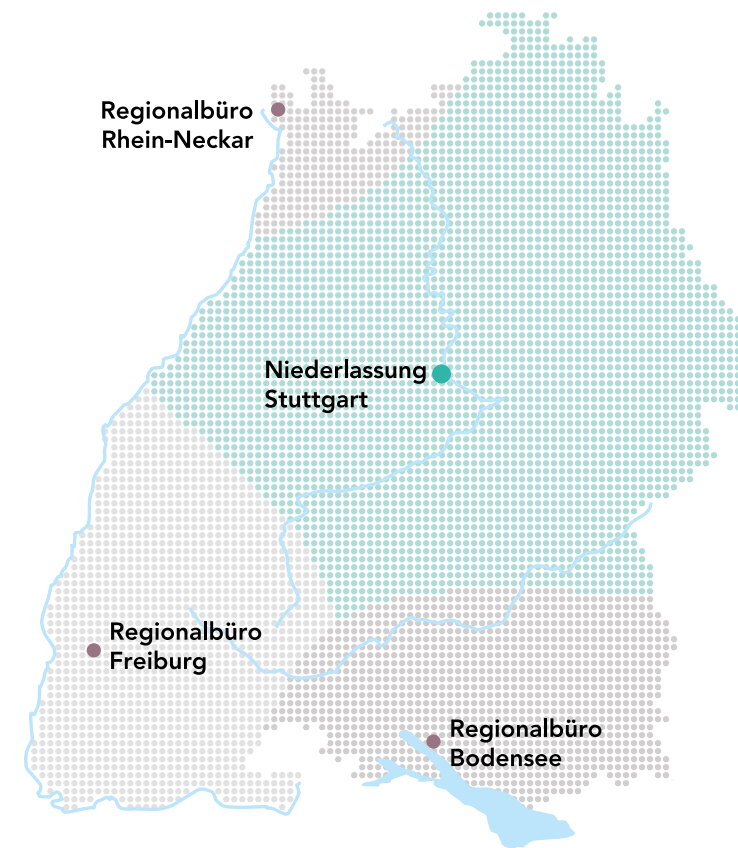 Regionalbüro
Rhein-Neckar
Niederlassung
Stuttgart
Regionalbüro
Freiburg
Regionalbüro
Bodensee